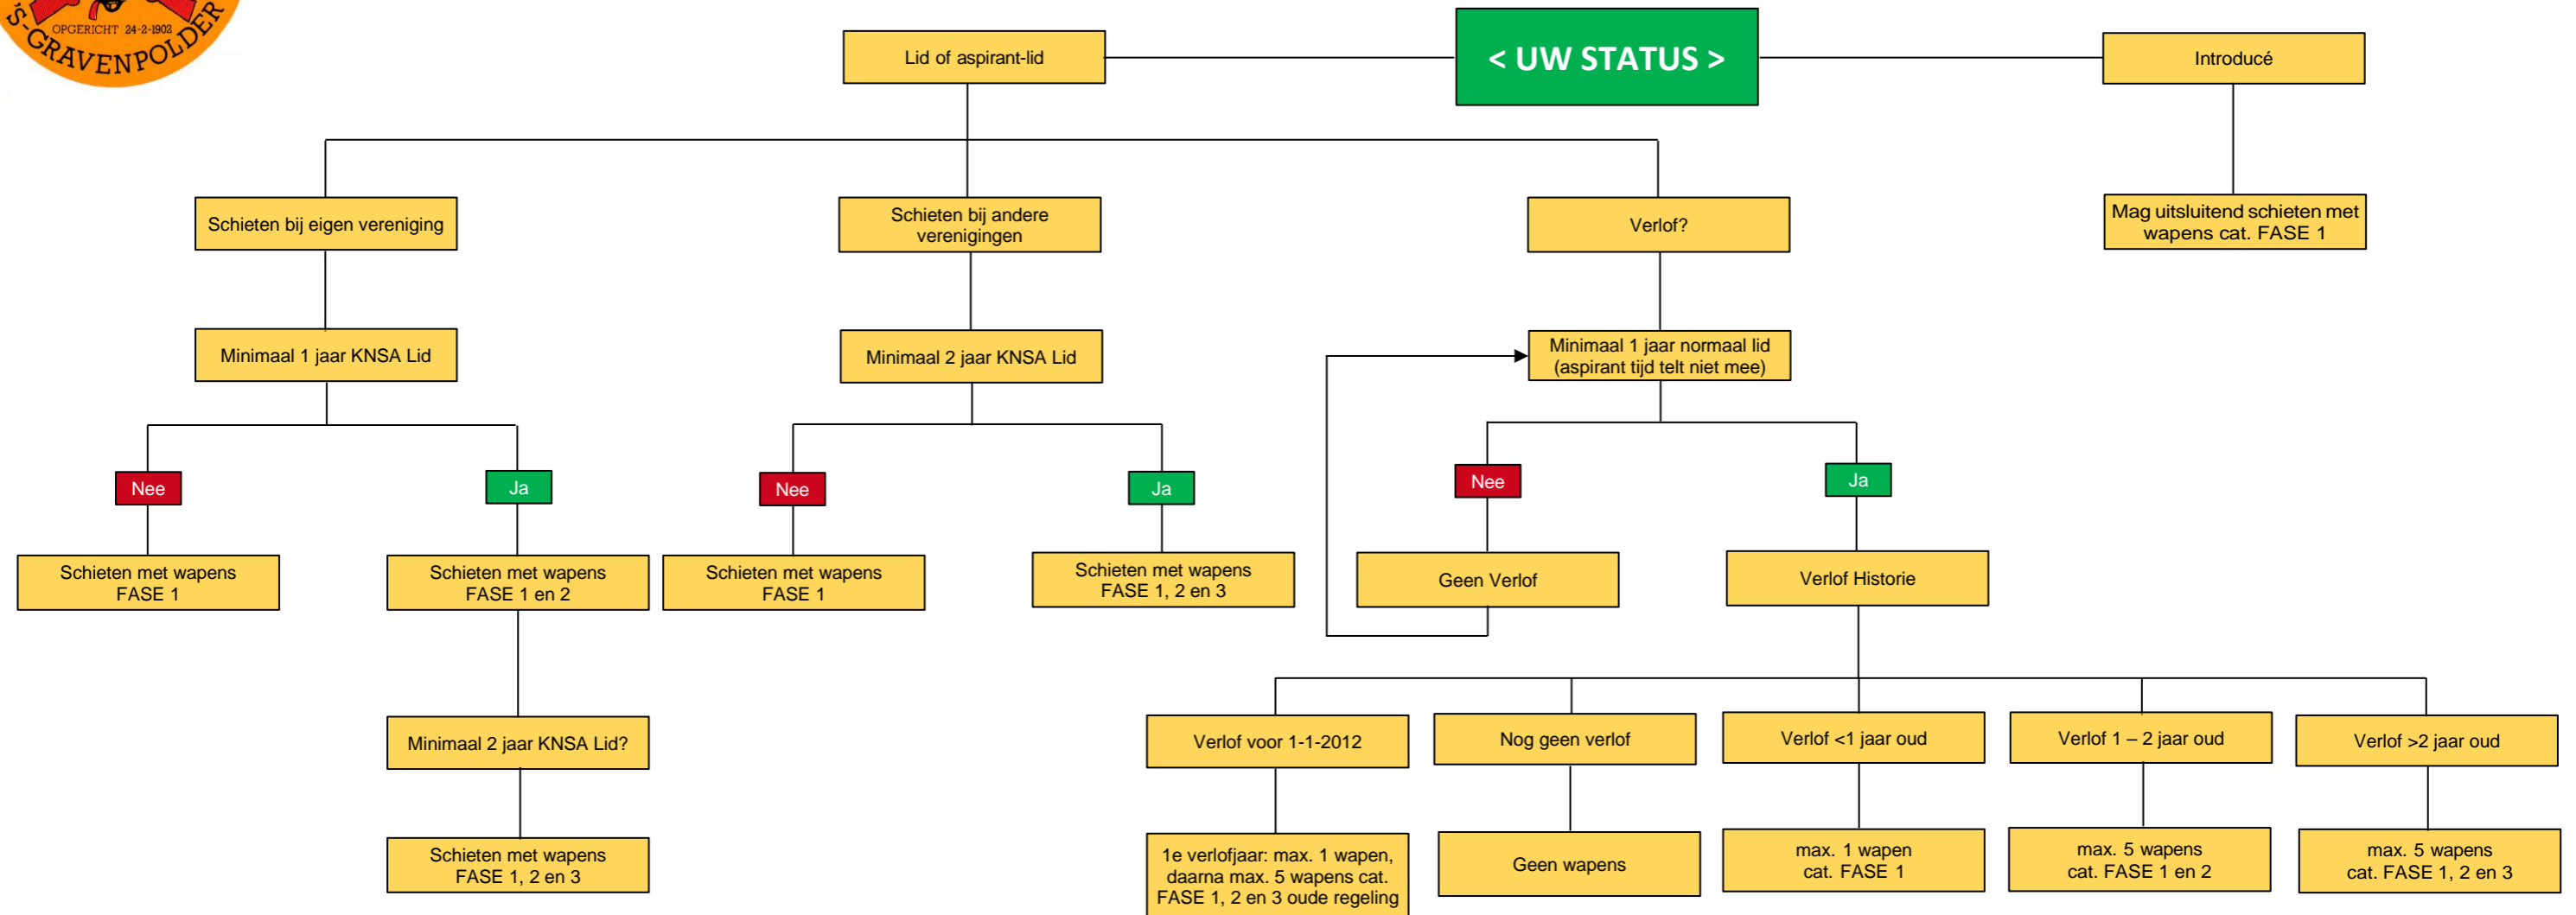 OPGERICHT 24-2-1902
'S-GRAVENPOLDER
Lid of aspirant-lid
< UW STATUS >
Introducé
Schieten bij eigen vereniging
Schieten bij andere
verenigingen
Verlof?
Mag uitsluitend schieten met
wapens cat. FASE 1
Minimaal 1 jaar KNSA Lid
Minimaal 2 jaar KNSA Lid
Minimaal 1 jaar normaal lid
(aspirant tijd telt niet mee)
Nee
Ja
Nee
Ja
Nee
Ja
Schieten met wapens
FASE 1
Schieten met wapens
FASE 1 en 2
Schieten met wapens
FASE 1
Schieten met wapens
FASE 1, 2 en 3
Geen Verlof
Verlof Historie
Minimaal 2 jaar KNSA Lid?
Verlof voor 1-1-2012
Nog geen verlof
Verlof <1 jaar oud
Verlof 1 – 2 jaar oud
Verlof >2 jaar oud
Schieten met wapens
FASE 1, 2 en 3
1e verlofjaar: max. 1 wapen,
daarna max. 5 wapens cat.
FASE 1, 2 en 3 oude regeling
Geen wapens
max. 1 wapen
cat. FASE 1
max. 5 wapens
cat. FASE 1 en 2
max. 5 wapens
cat. FASE 1, 2 en 3